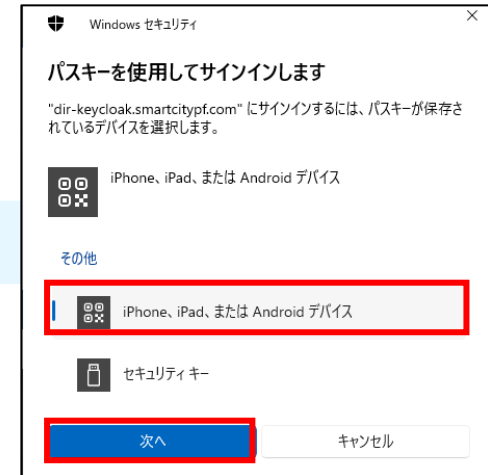 Windows セキュリティ
パスキーを使用してサインインします
"dir-keycloak.smartcitypf.com" にサインインするには、パスキーが保存さ
れているデバイスを選択します。
iPhone、iPad、または Android デバイス
その他
iPhone、iPad、または Android デバイス
セキュリティ キー
次へ
キャンセル